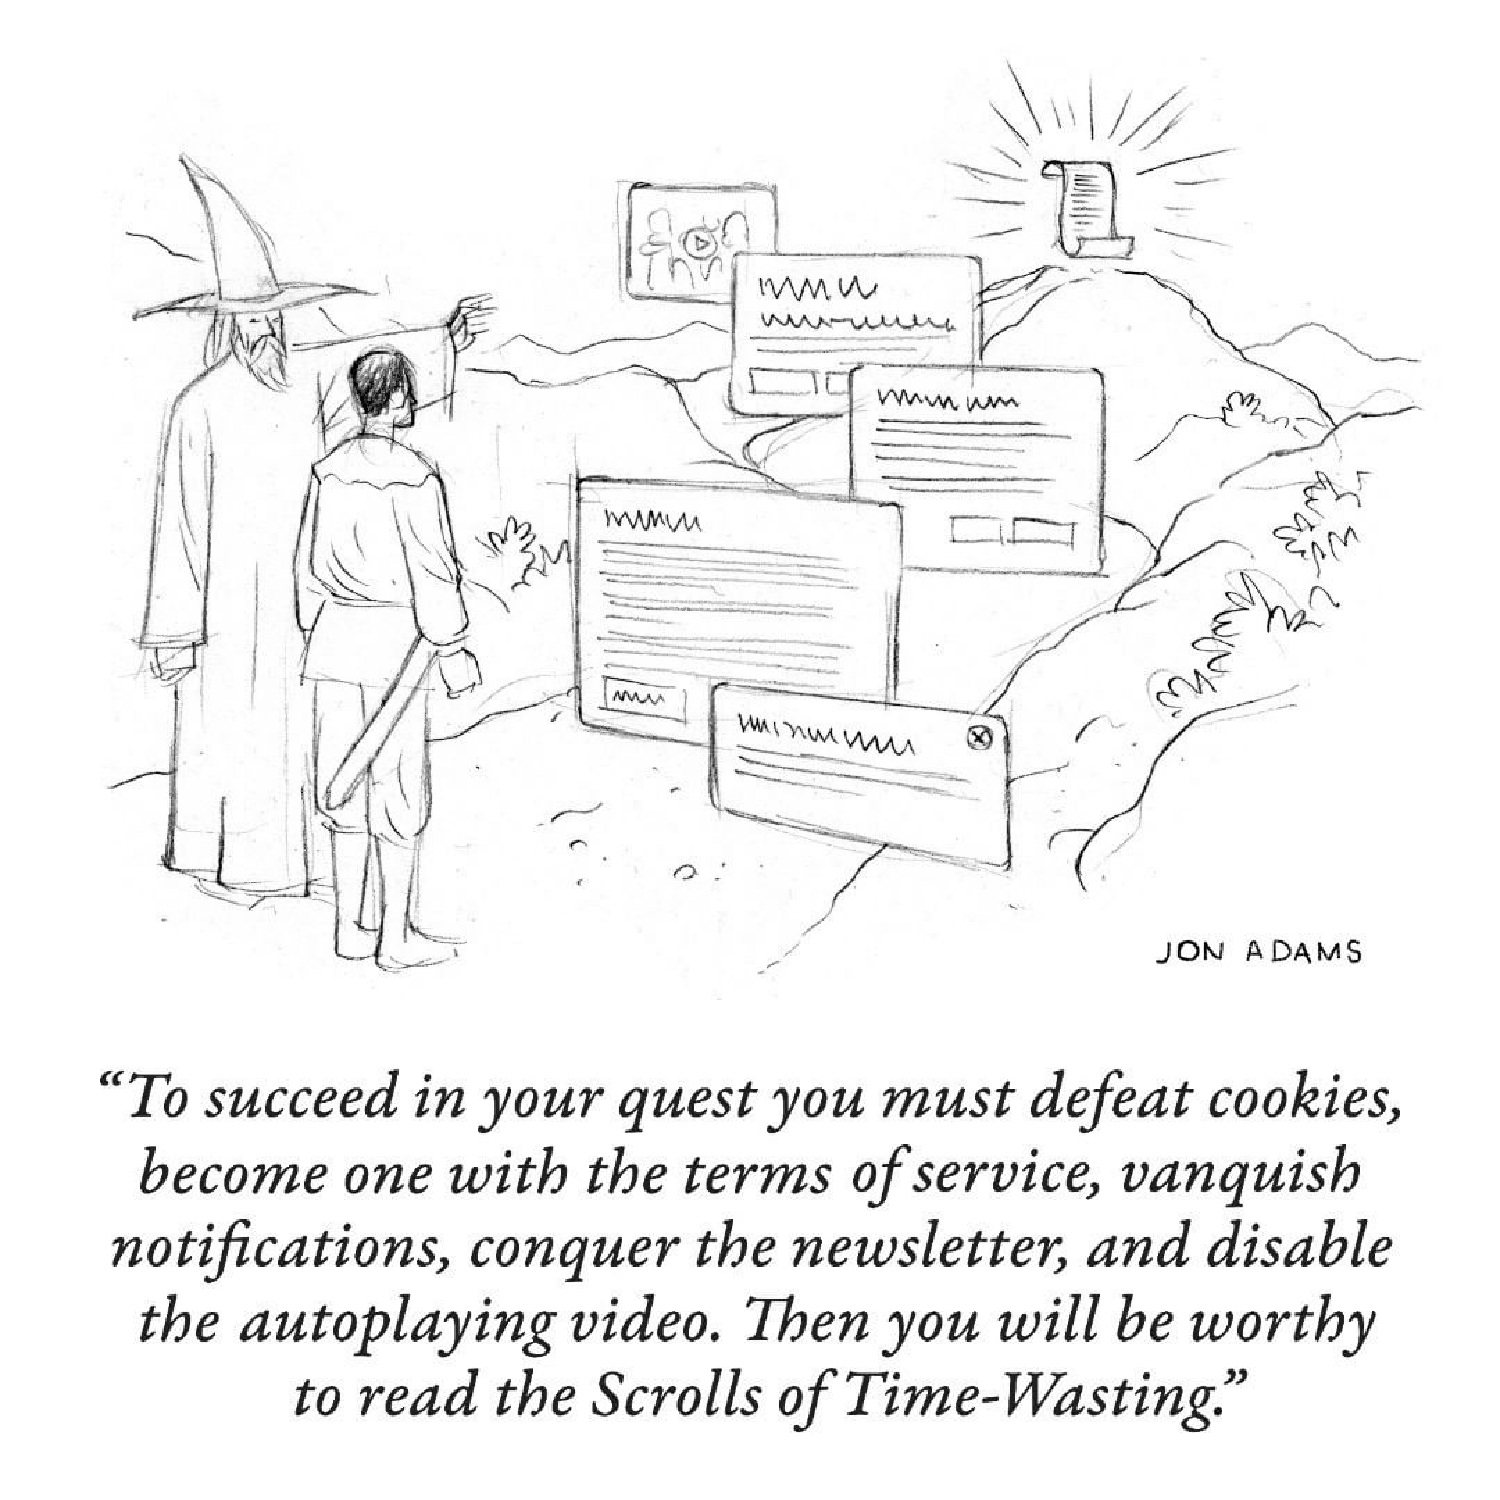 JON ADAMS
“To succeed in your quest you must defeat cookies,
become one with the terms of service, vanquish
notifications, conquer the newsletter, and disable
the autoplaying video. Then you will be worthy
to read the Scrolls of Time-Wasting.”